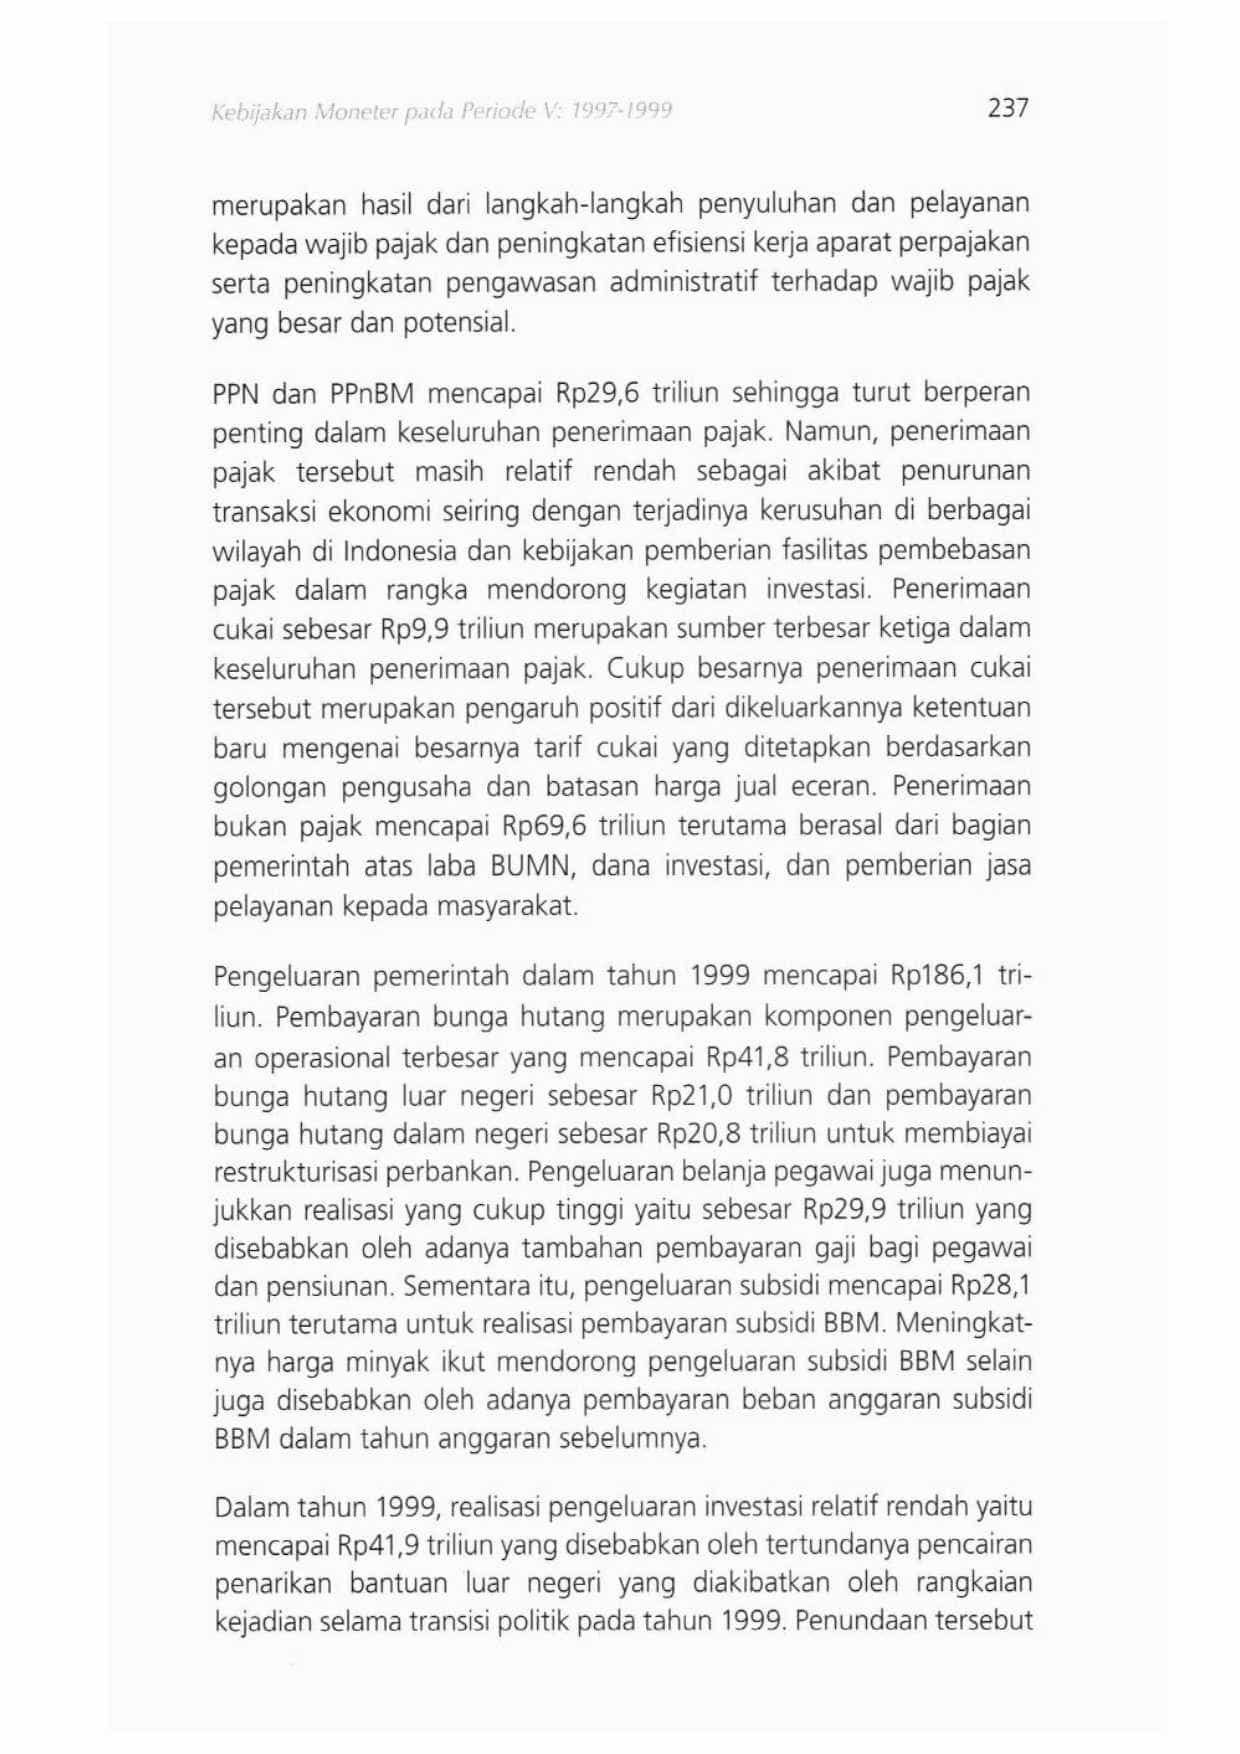 Kebijakan Moneter pada Periode V: 1997-1999
237
merupakan hasil dari langkah-langkah penyuluhan dan pelayanan
kepada wajib pajak dan peningkatan efisiensi kerja aparat perpajakan
serta peningkatan pengawasan administratif terhadap wajib pajak
yang besar dan potensial.
PPN dan PPnBM mencapai Rp29,6 triliun sehingga turut berperan
penting dalam keseluruhan penerimaan pajak. Namun, penerimaan
pajak tersebut masih relatif rendah sebagai akibat penurunan
transaksi ekonomi seiring dengan terjadinya kerusuhan di berbagai
wilayah di Indonesia dan kebijakan pemberian fasilitas pembebasan
pajak dalam rangka mendorong kegiatan investasi. Penerimaan
cukai sebesar Rp9,9 triliun merupakan sumber terbesar ketiga dalam
keseluruhan penerimaan pajak. Cukup besarnya penerimaan cukai
tersebut merupakan pengaruh positif dari dikeluarkannya ketentuan
baru mengenai besarnya tarif cukai yang ditetapkan berdasarkan
golongan pengusaha dan batasan harga jual eceran. Penerimaan
bukan pajak mencapai Rp69,6 triliun terutama berasal dari bagian
pemerintah atas laba BUMN, dana investasi, dan pemberian jasa
pelayanan kepada masyarakat.
Pengeluaran pemerintah dalam tahun 1999 mencapai Rp186,1 tri-
liun. Pembayaran bunga hutang merupakan komponen pengeluar-
an operasional terbesar yang mencapai Rp41,8 triliun. Pembayaran
bunga hutang luar negeri sebesar Rp21,0 triliun dan pembayaran
bunga hutang dalam negeri sebesar Rp20,8 triliun untuk membiayai
restrukturisasi perbankan. Pengeluaran belanja pegawai juga menun-
jukkan realisasi yang cukup tinggi yaitu sebesar Rp29,9 triliun yang
disebabkan oleh adanya tambahan pembayaran gaji bagi pegawai
dan pensiunan. Sementara itu, pengeluaran subsidi mencapai Rp28,1
triliun terutama untuk realisasi pembayaran subsidi BBM. Meningkat-
nya harga minyak ikut mendorong pengeluaran subsidi BBM selain
juga disebabkan oleh adanya pembayaran beban anggaran subsidi
BBM dalam tahun anggaran sebelumnya.
Dalam tahun 1999, realisasi pengeluaran investasi relatif rendah yaitu
mencapai Rp41,9 triliun yang disebabkan oleh tertundanya pencairan
penarikan bantuan luar negeri yang diakibatkan oleh rangkaian
kejadian selama transisi politik pada tahun 1999. Penundaan tersebut